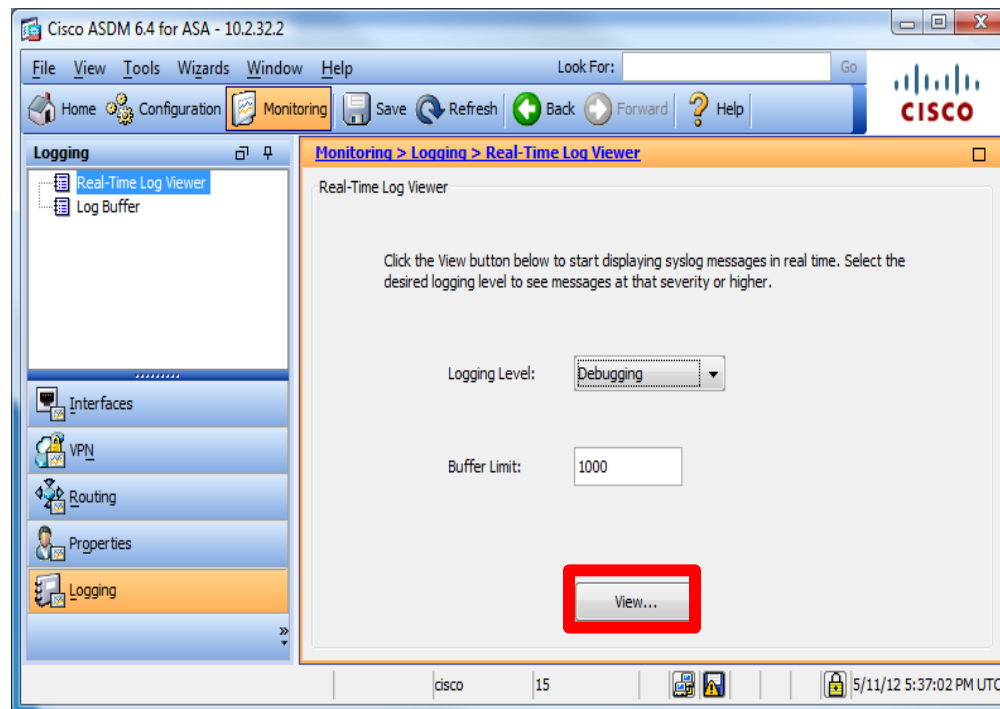 Cisco ASDM 6.4 for ASA - 10.2.32.2
File View Tools Wizards Window Help Look For: Go
Home Configuration Monitoring Save Refresh Back Forward Help
CISCO
Logging
Real-Time Log Viewer
Log Buffer
Interfaces
VPN
Routing
Properties
Logging
Monitoring > Logging > Real-Time Log Viewer
Real-Time Log Viewer
Click the View button below to start displaying syslog messages in real time. Select the
desired logging level to see messages at that severity or higher.
Logging Level: Debugging
Buffer Limit: 1000
View...
cisco 15 5/11/12 5:37:02 PM UTC